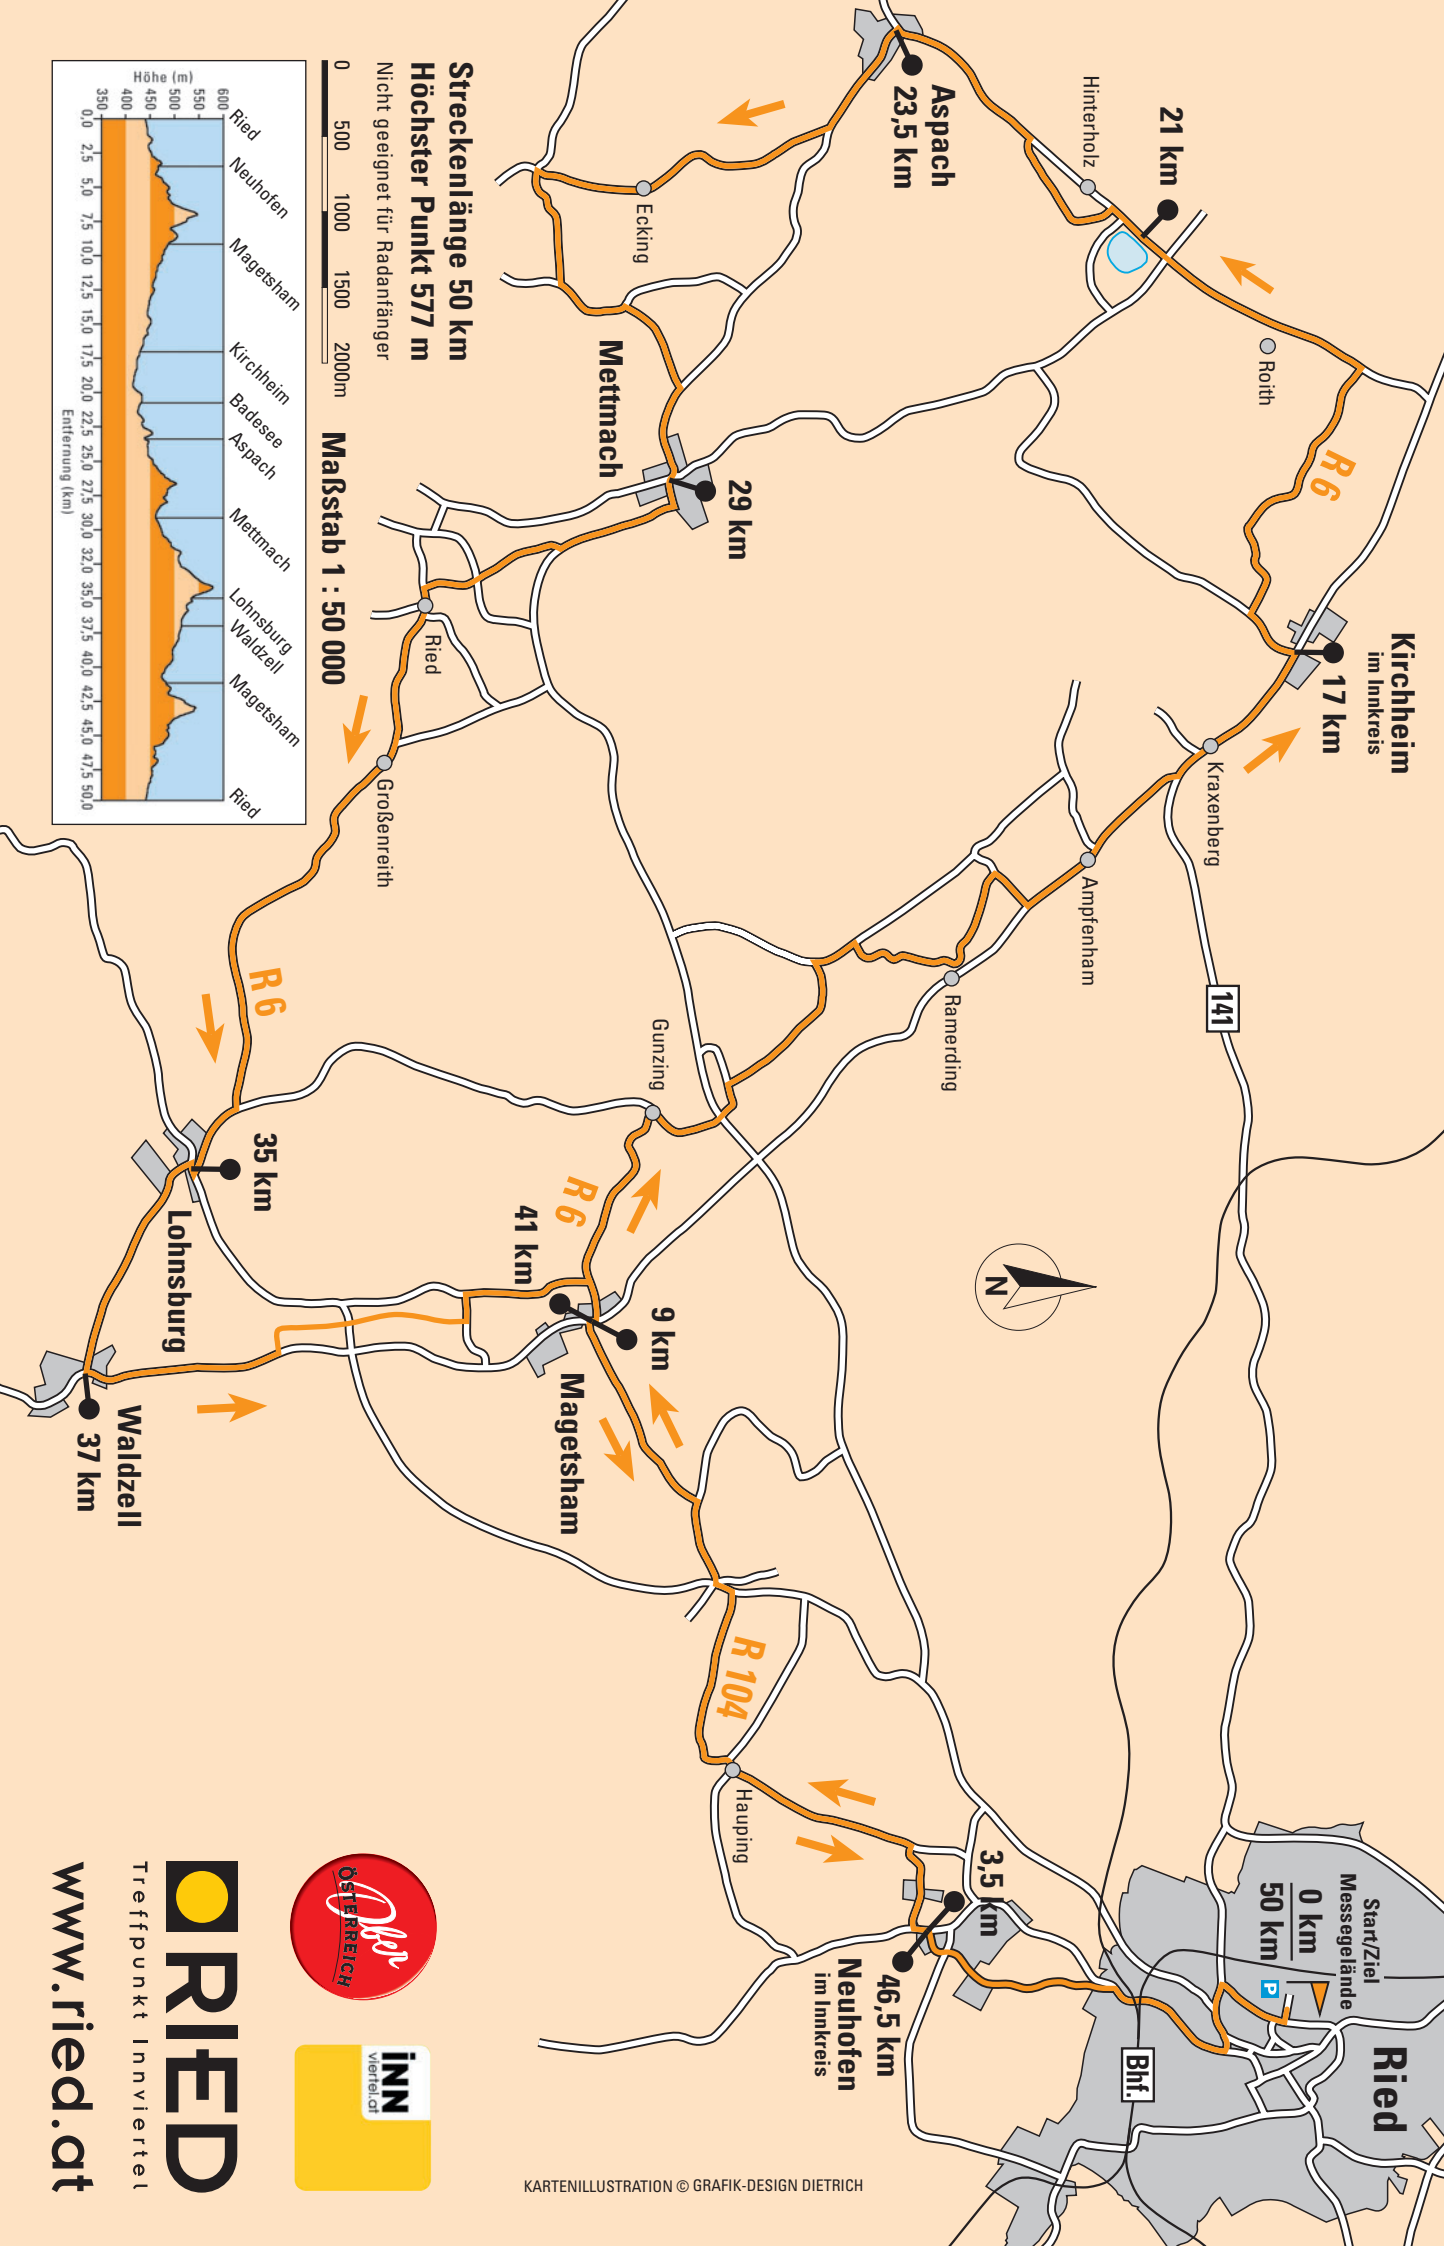 Start/Ziel
Messegelände
0 km
50 km
P
Ried
Bhf.
Kirchheim
im Innkreis
17 km
Kraxenberg
Ampfenham
141
Ramerding
R 6
Roith
21 km
Hinterholz
Aspach
23,5 km
Ecking
Mettmach
29 km
Ried
Großenreith
R 6
35 km
Lohnsburg
Waldzell
37 km
Gunzing
R 6
41 km
9 km
Magetsham
R 104
Hauping
3,5 km
46,5 km
Neuhofen
im Innkreis
N
Streckenlänge 50 km
Höchster Punkt 577 m
Nicht geeignet für Radanfänger
0 500 1000 1500 2000m
Maßstab 1 : 50 000
Ried Neuhofen Magetsham Kirchheim Badesee Aspach Mettmach Lohnsburg Waldzell Magetsham Ried
Höhe (m)
600
550
500
450
400
350
0,0 2,5 5,0 7,5 10,0 12,5 15,0 17,5 20,0 22,5 25,0 27,5 30,0 32,0 35,0 37,5 40,0 42,5 45,0 47,5 50,0
Entfernung (km)
Ober
ÖSTERREICH
iNN
viertel.at
RIED
Treffpunkt Innviertel
www.ried.at
KARTENILLUSTRATION © GRAFIK-DESIGN DIETRICH